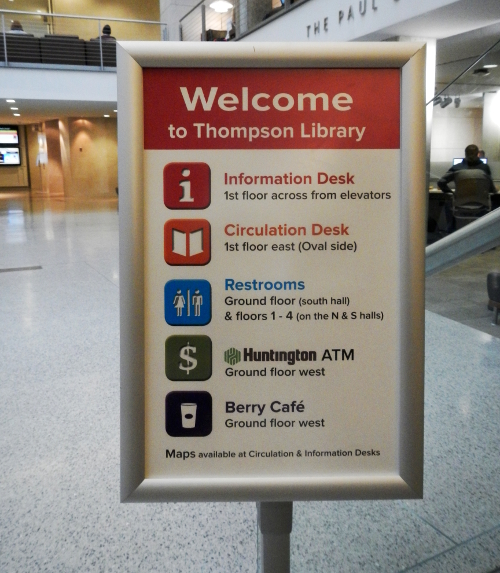 THE PAUL
Welcome
to Thompson Library
Information Desk
1st floor across from elevators
Circulation Desk
1st floor east (Oval side)
Restrooms
Ground floor (south hall)
& floors 1 - 4 (on the N & S halls)
$ Huntington ATM
Ground floor west
Berry Café
Ground floor west
Maps available at Circulation & Information Desks